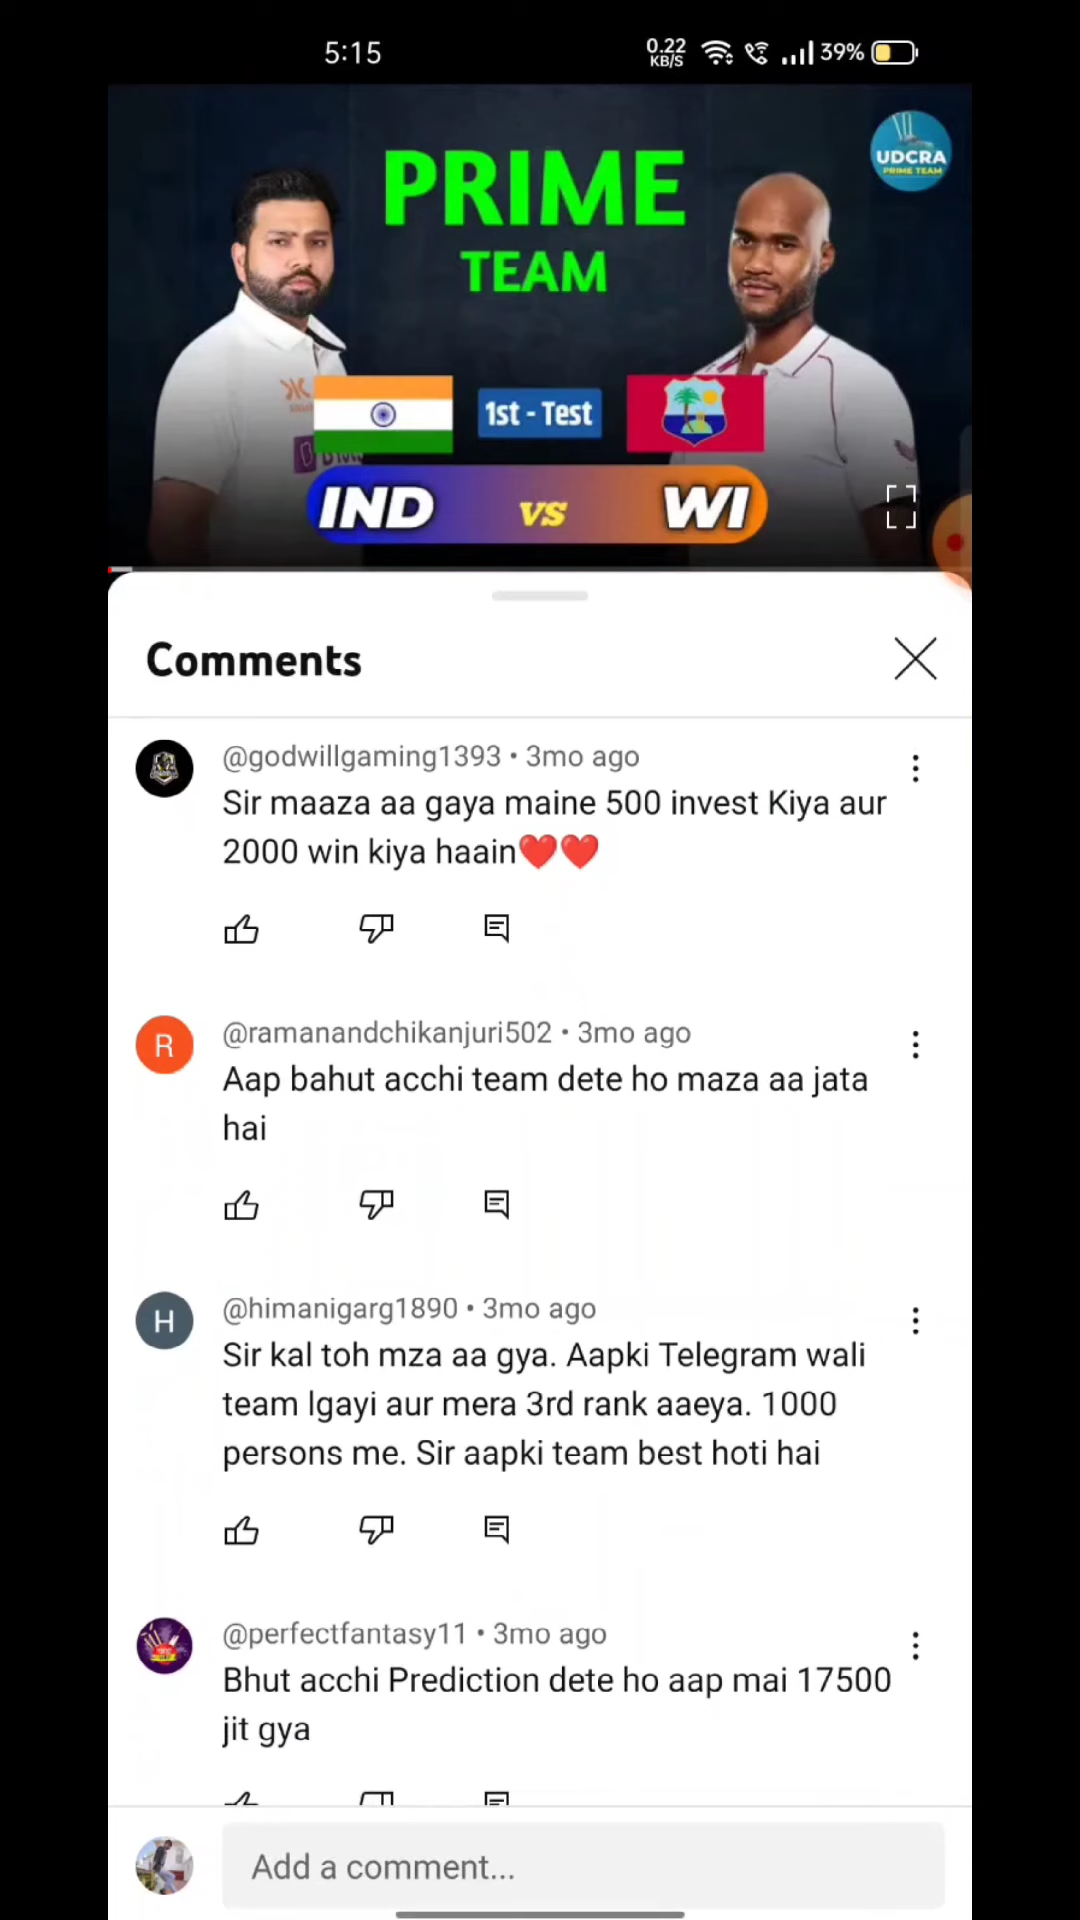 5:15
0.22
KB/S
39%
PRIME
TEAM
UDCRA
PRIME TEAM
1st - Test
IND vs WI
Comments
@godwillgaming1393 • 3mo ago
Sir maaza aa gaya maine 500 invest Kiya aur
2000 win kiya haain❤️❤️
R
@ramanandchikanjuri502 • 3mo ago
Aap bahut acchi team dete ho maza aa jata
hai
H
@himanigarg1890 • 3mo ago
Sir kal toh mza aa gya. Aapki Telegram wali
team lgayi aur mera 3rd rank aaeya. 1000
persons me. Sir aapki team best hoti hai
@perfectfantasy11 • 3mo ago
Bhut acchi Prediction dete ho aap mai 17500
jit gya
Add a comment...